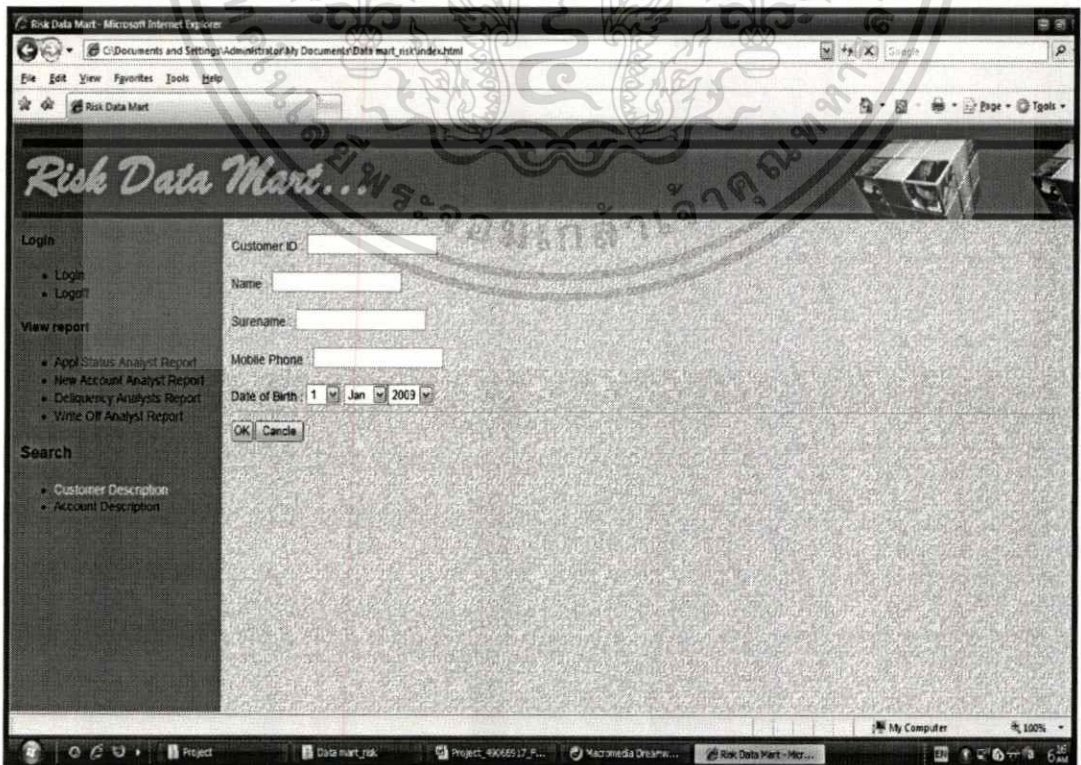 Risk Data Mart - Microsoft Internet Explorer
C:\Documents and Settings\Administrator\My Documents\Data mart_risk\index.html
Google
File Edit View Favorites Tools Help
Risk Data Mart
Page Tools
Risk Data Mart...
Login
Login
Logoff
View report
Appl Status Analyst Report
New Account Analyst Report
Deliquency Analysts Report
Write Off Analyst Report
Search
Customer Description
Account Description
Customer ID :
Name :
Surename :
Mobile Phone :
Date of Birth : 1 Jan 2009
OK Cancle
My Computer 100%
Project Data mart_risk Project_49066517_F... Macromedia Dreamw... Risk Data Mart - Micr... EN